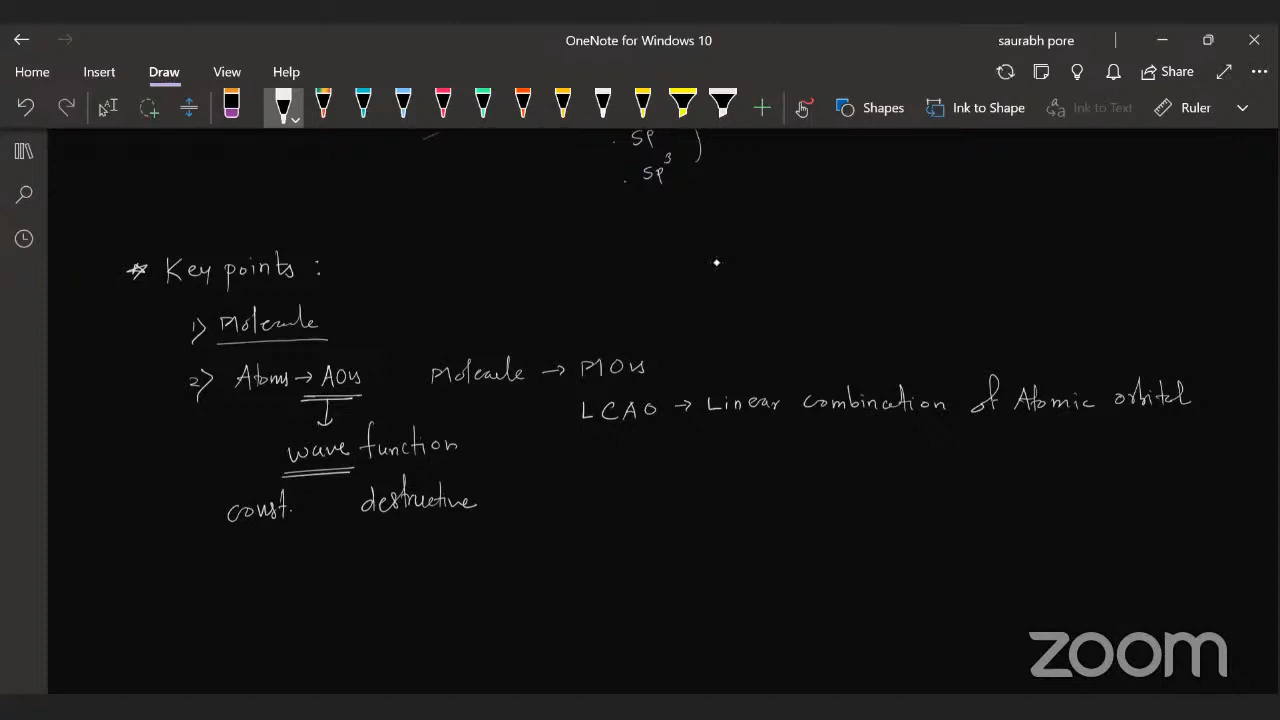 OneNote for Windows 10
saurabh pore
Home Insert Draw View Help
Share
Shapes Ink to Shape Ink to Text Ruler
. sp
. sp³
* Key points :
1) Molecule
2) Atoms → AOs Molecule → MOs
LCAO → Linear combination of Atomic orbital
wave function
const. destructive
zoom